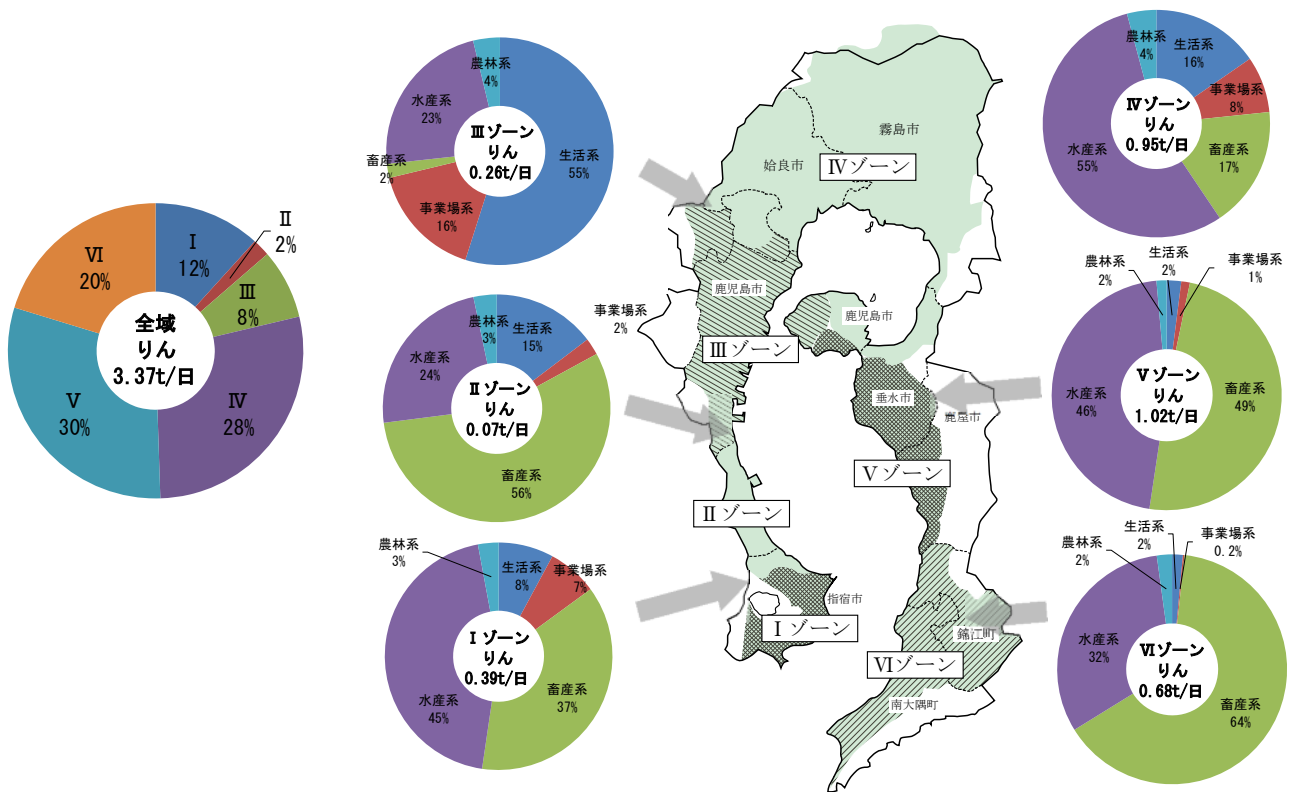 全域
りん
3.37t/日
Ⅰ
12%
Ⅱ
2%
Ⅲ
8%
Ⅳ
28%
Ⅴ
30%
Ⅵ
20%
Ⅲゾーン
りん
0.26t/日
生活系
55%
事業場系
16%
畜産系
2%
水産系
23%
農林系
4%
Ⅱゾーン
りん
0.07t/日
生活系
15%
事業場系
2%
畜産系
56%
水産系
24%
農林系
3%
Ⅰゾーン
りん
0.39t/日
生活系
8%
事業場系
7%
畜産系
37%
水産系
45%
農林系
3%
霧島市
姶良市
Ⅳゾーン
鹿児島市
鹿児島市
Ⅲゾーン
垂水市
鹿屋市
Ⅴゾーン
Ⅱゾーン
指宿市
Ⅰゾーン
錦江町
Ⅵゾーン
南大隅町
Ⅳゾーン
りん
0.95t/日
生活系
16%
事業場系
8%
畜産系
17%
水産系
55%
農林系
4%
Ⅴゾーン
りん
1.02t/日
生活系
2%
事業場系
1%
畜産系
49%
水産系
46%
農林系
2%
Ⅵゾーン
りん
0.68t/日
生活系
2%
事業場系
0.2%
畜産系
64%
水産系
32%
農林系
2%